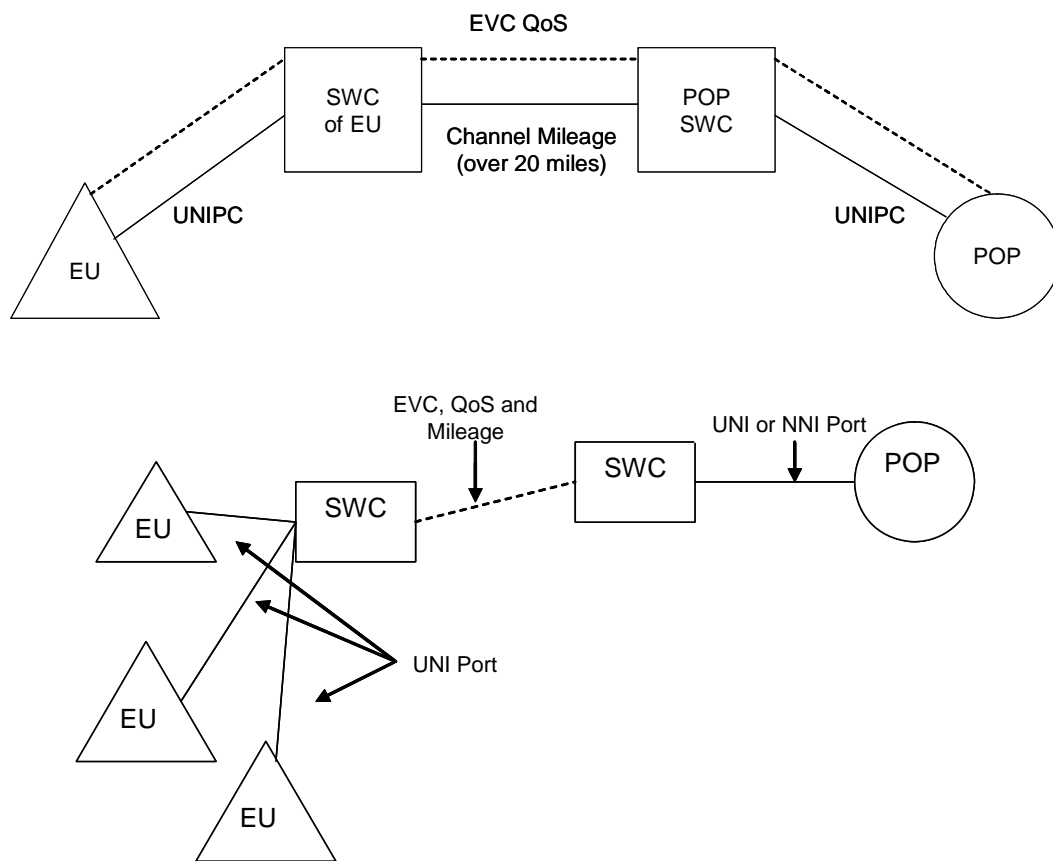 EVC QoS
SWC
of EU
POP
SWC
Channel Mileage
(over 20 miles)
UNIPC
UNIPC
EU
POP
EVC, QoS and
Mileage
UNI or NNI Port
SWC
POP
SWC
EU
UNI Port
EU
EU